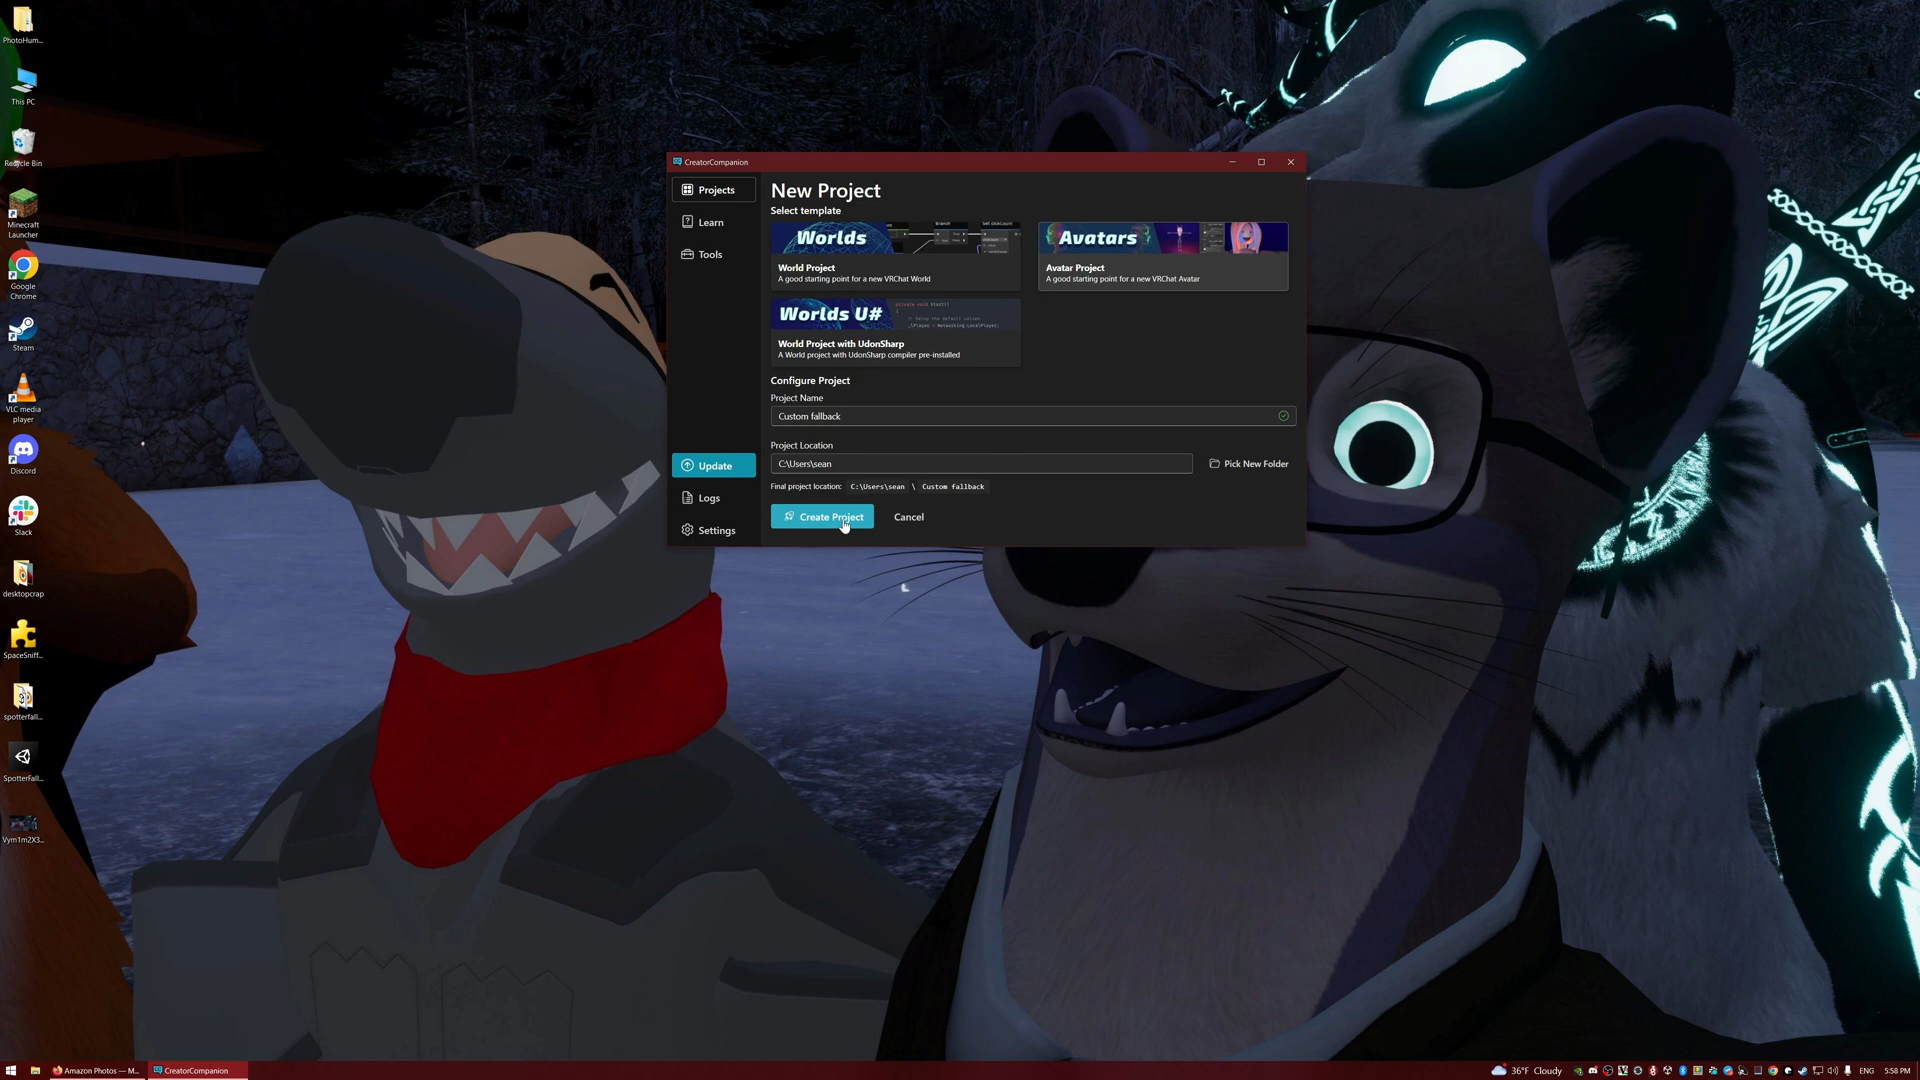 PhotoHum...
This PC
Recycle Bin
Minecraft
Launcher
Google
Chrome
Steam
VLC media
player
Discord
Slack
desktopcrap
SpaceSniff...
spotterfall...
SpotterFall...
Vym1m2X3...
CreatorCompanion
Projects
Learn
Tools
Update
Logs
Settings
New Project
Select template
Worlds
Branch
World Project
A good starting point for a new VRChat World
Avatars
Avatar Project
A good starting point for a new VRChat Avatar
Worlds U#
private void Start()
World Project with UdonSharp
A World project with UdonSharp compiler pre-installed
Configure Project
Project Name
Custom fallback
Project Location
C:\Users\sean
Pick New Folder
Final project location: C:\Users\sean \ Custom fallback
Create Project
Cancel
Amazon Photos — M...
CreatorCompanion
36°F Cloudy
ENG
5:58 PM